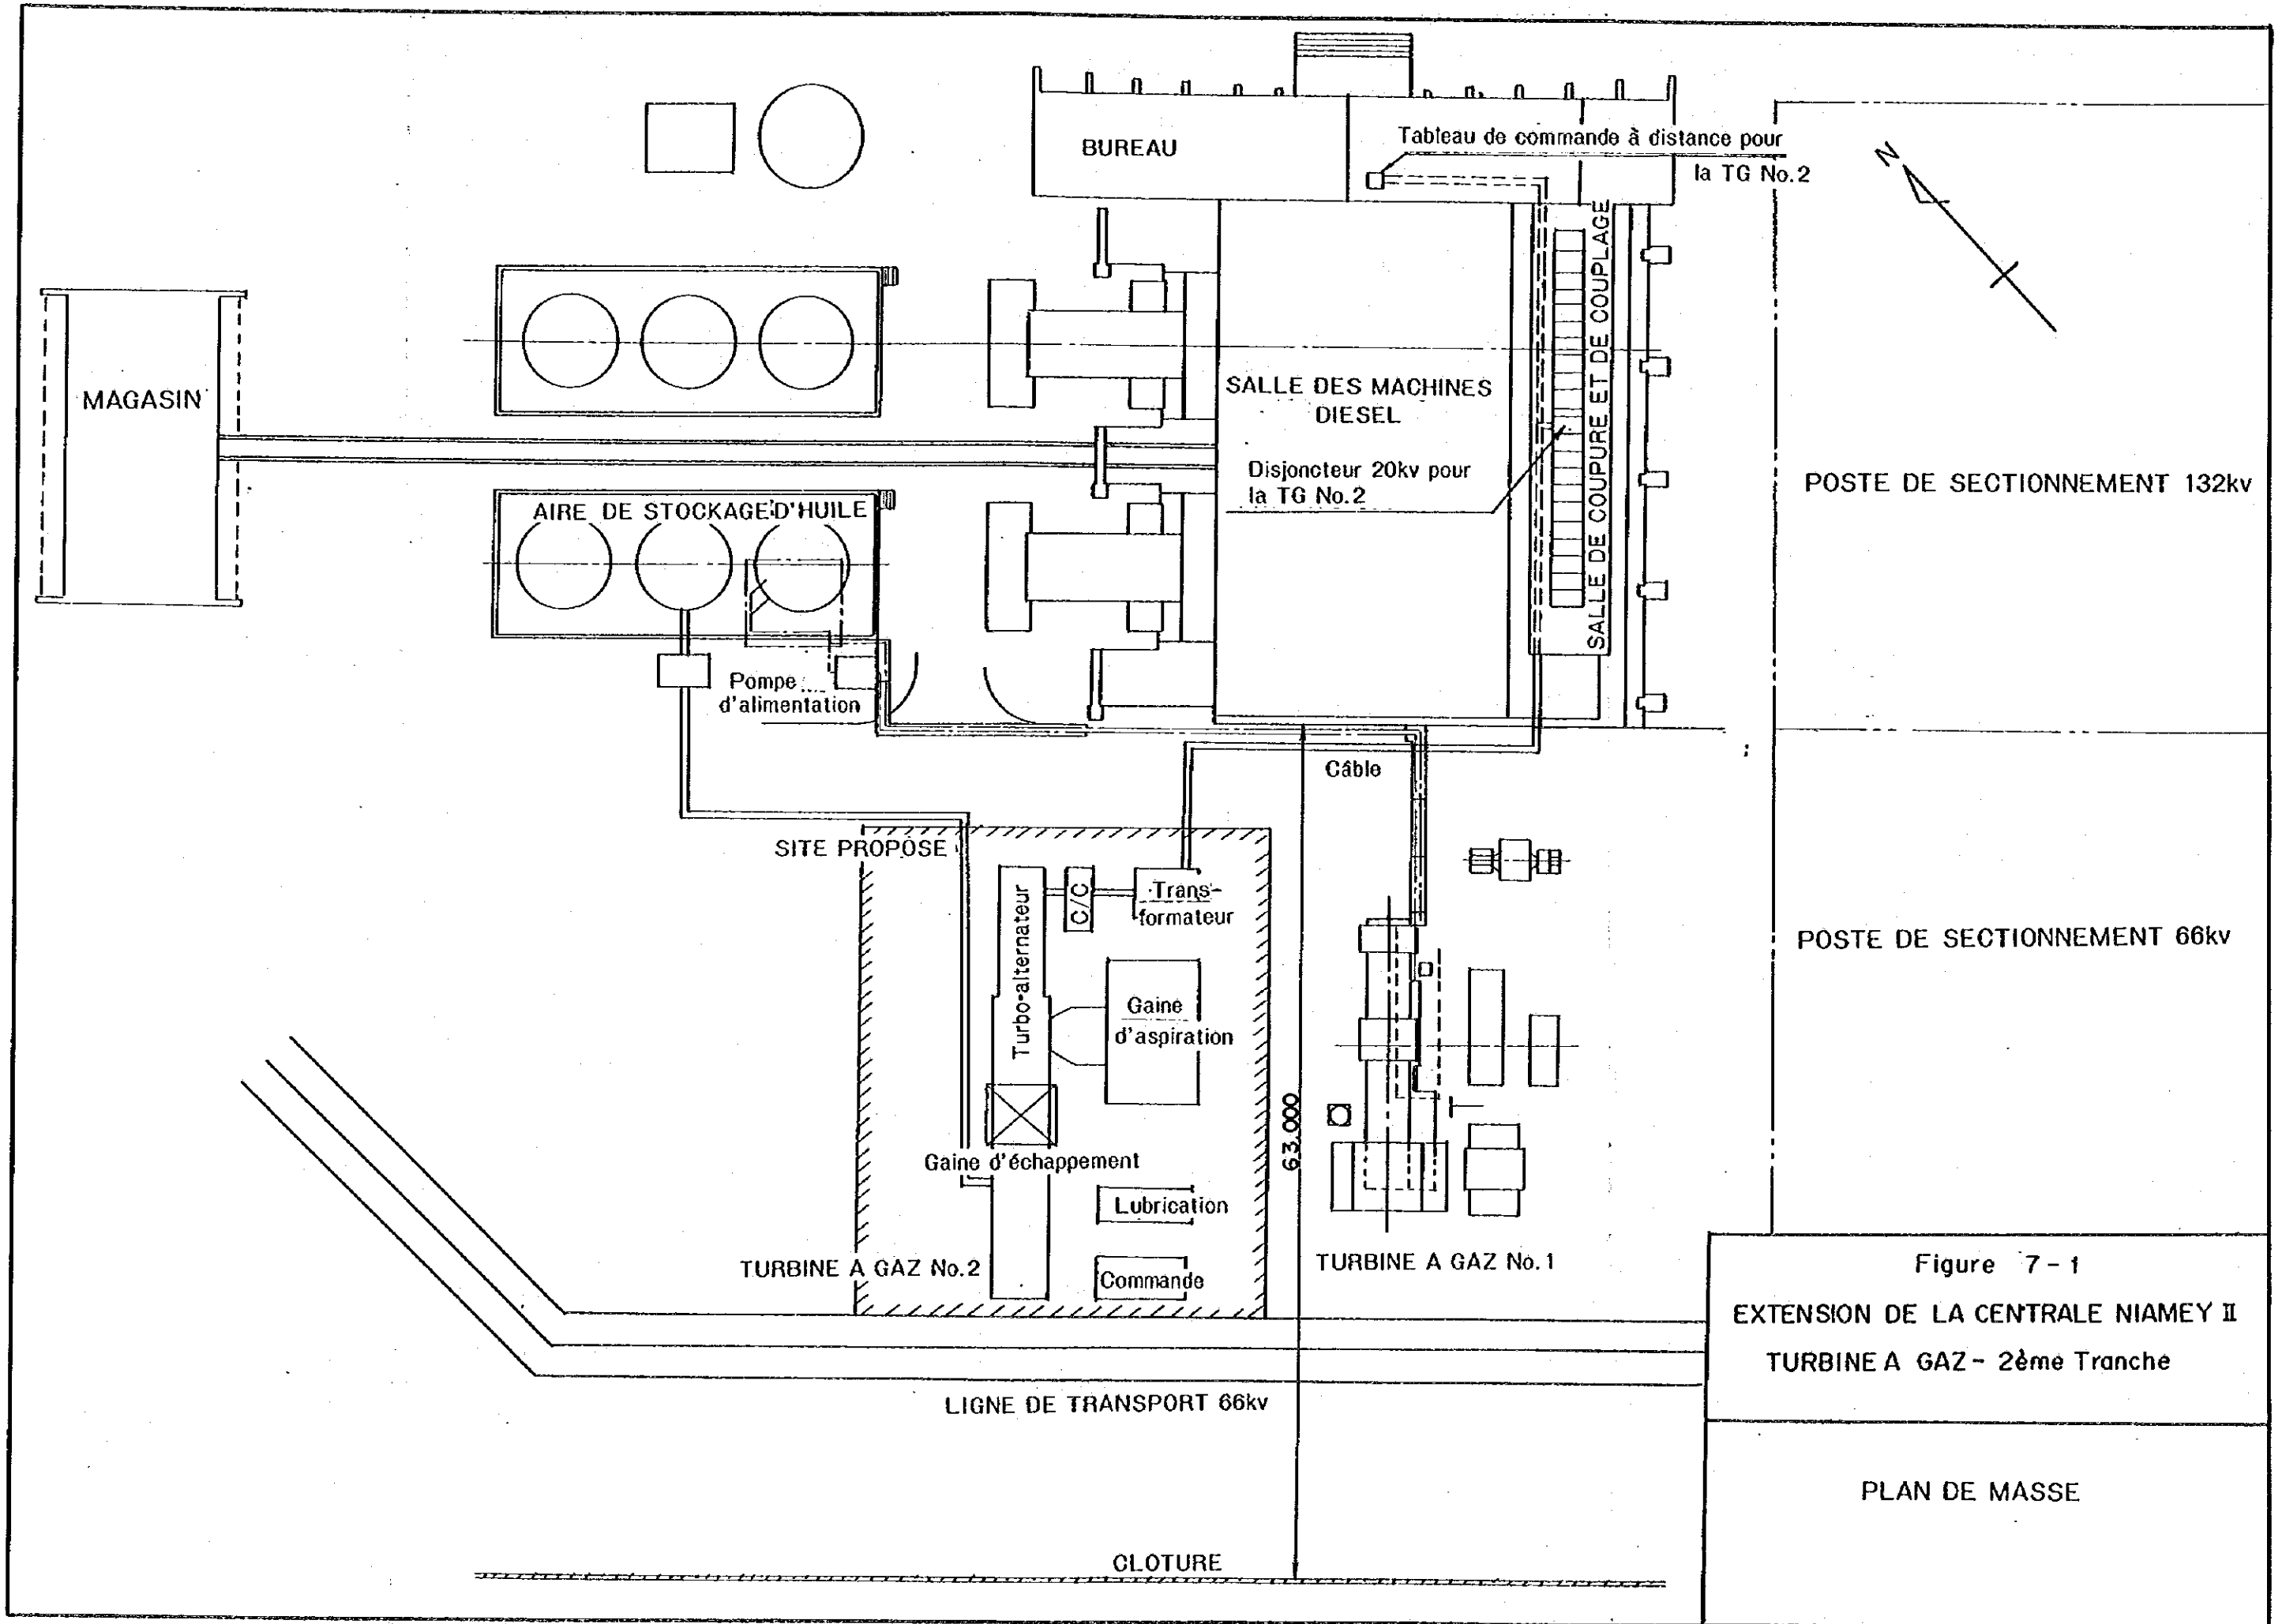 BUREAU
Tableau de commande à distance pour
la TG No.2
N
MAGASIN
SALLE DES MACHINES
DIESEL
SALLE DE COUPURE ET DE COUPLAGE
Disjoncteur 20kv pour
la TG No.2
POSTE DE SECTIONNEMENT 132kv
AIRE DE STOCKAGE D'HUILE
Pompe
d'alimentation
Câble
SITE PROPOSE
Turbo-alternateur
C/C
Trans-
formateur
Gaine
d'aspiration
POSTE DE SECTIONNEMENT 66kv
63.000
Gaine d'échappement
Lubrication
Commande
TURBINE A GAZ No.2
TURBINE A GAZ No.1
LIGNE DE TRANSPORT 66kv
CLOTURE
Figure 7-1
EXTENSION DE LA CENTRALE NIAMEY II
TURBINE A GAZ - 2ème Tranche
PLAN DE MASSE